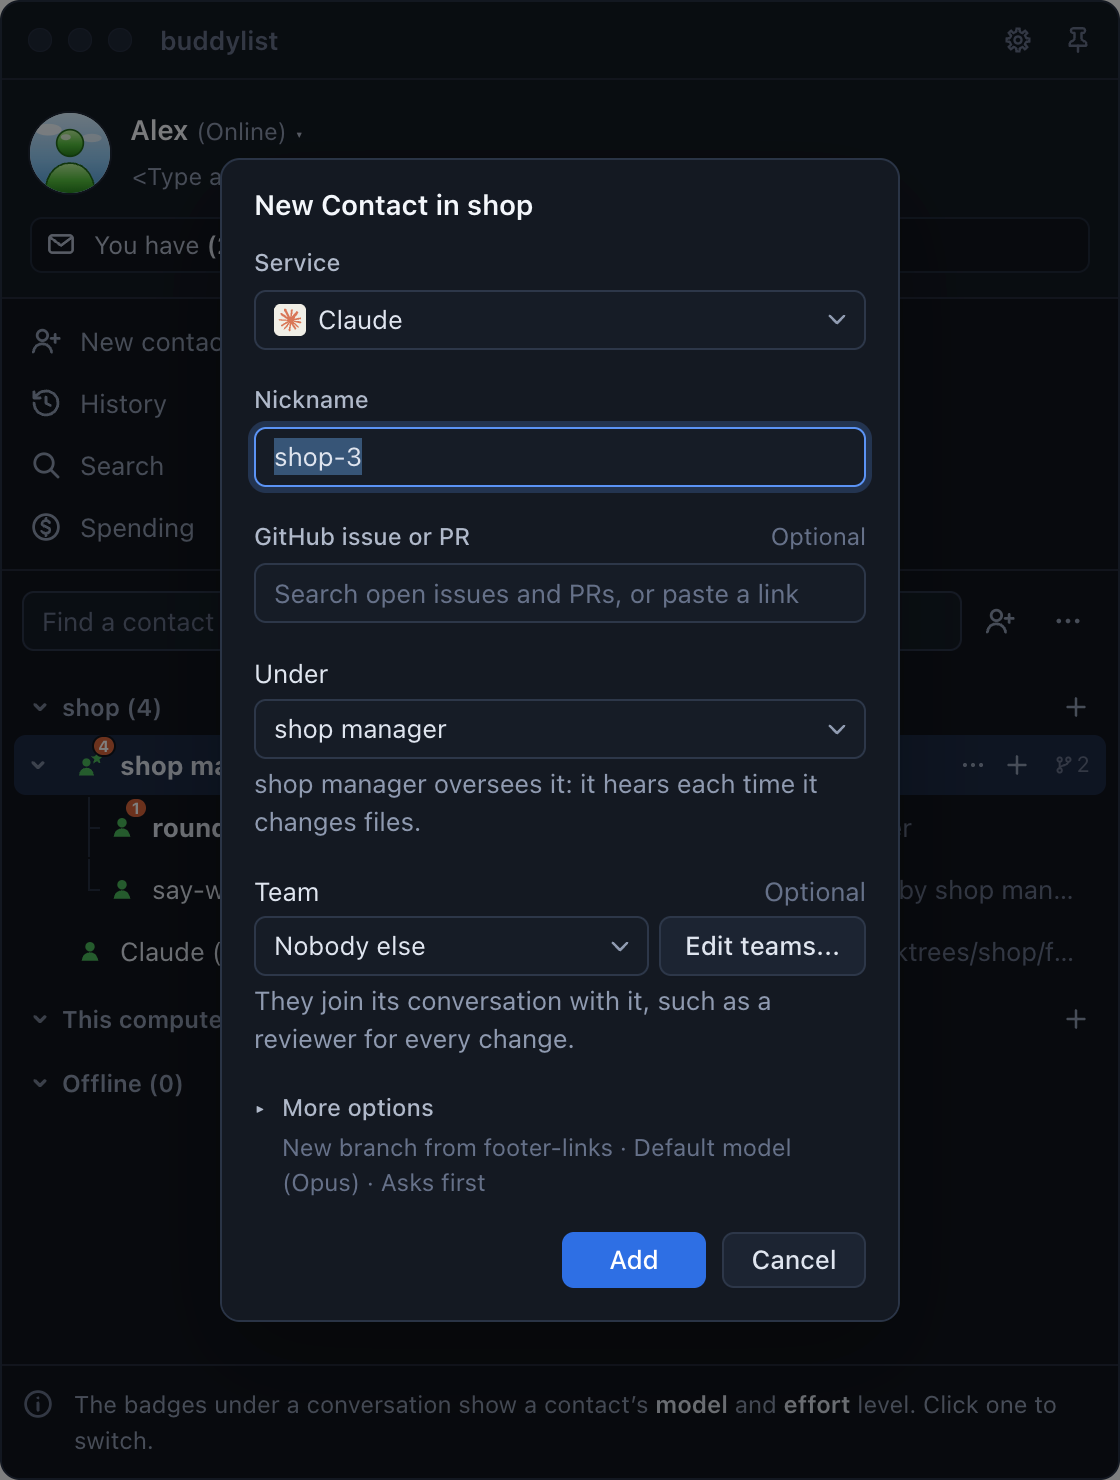 buddylist
Alex (Online)
<Type a
You have (
New Contact in shop
Service
Claude
New contac
History
Search
Spending
Nickname
shop-3
GitHub issue or PR Optional
Search open issues and PRs, or paste a link
Find a contact
Under
shop manager
shop manager oversees it: it hears each time it
changes files.
shop (4)
4
shop ma
2
1
round
r
say-w
by shop man...
Claude (
ktrees/shop/f...
This compute
Offline (0)
Team Optional
Nobody else
Edit teams...
They join its conversation with it, such as a
reviewer for every change.
More options
New branch from footer-links · Default model
(Opus) · Asks first
Add
Cancel
The badges under a conversation show a contact’s model and effort level. Click one to
switch.